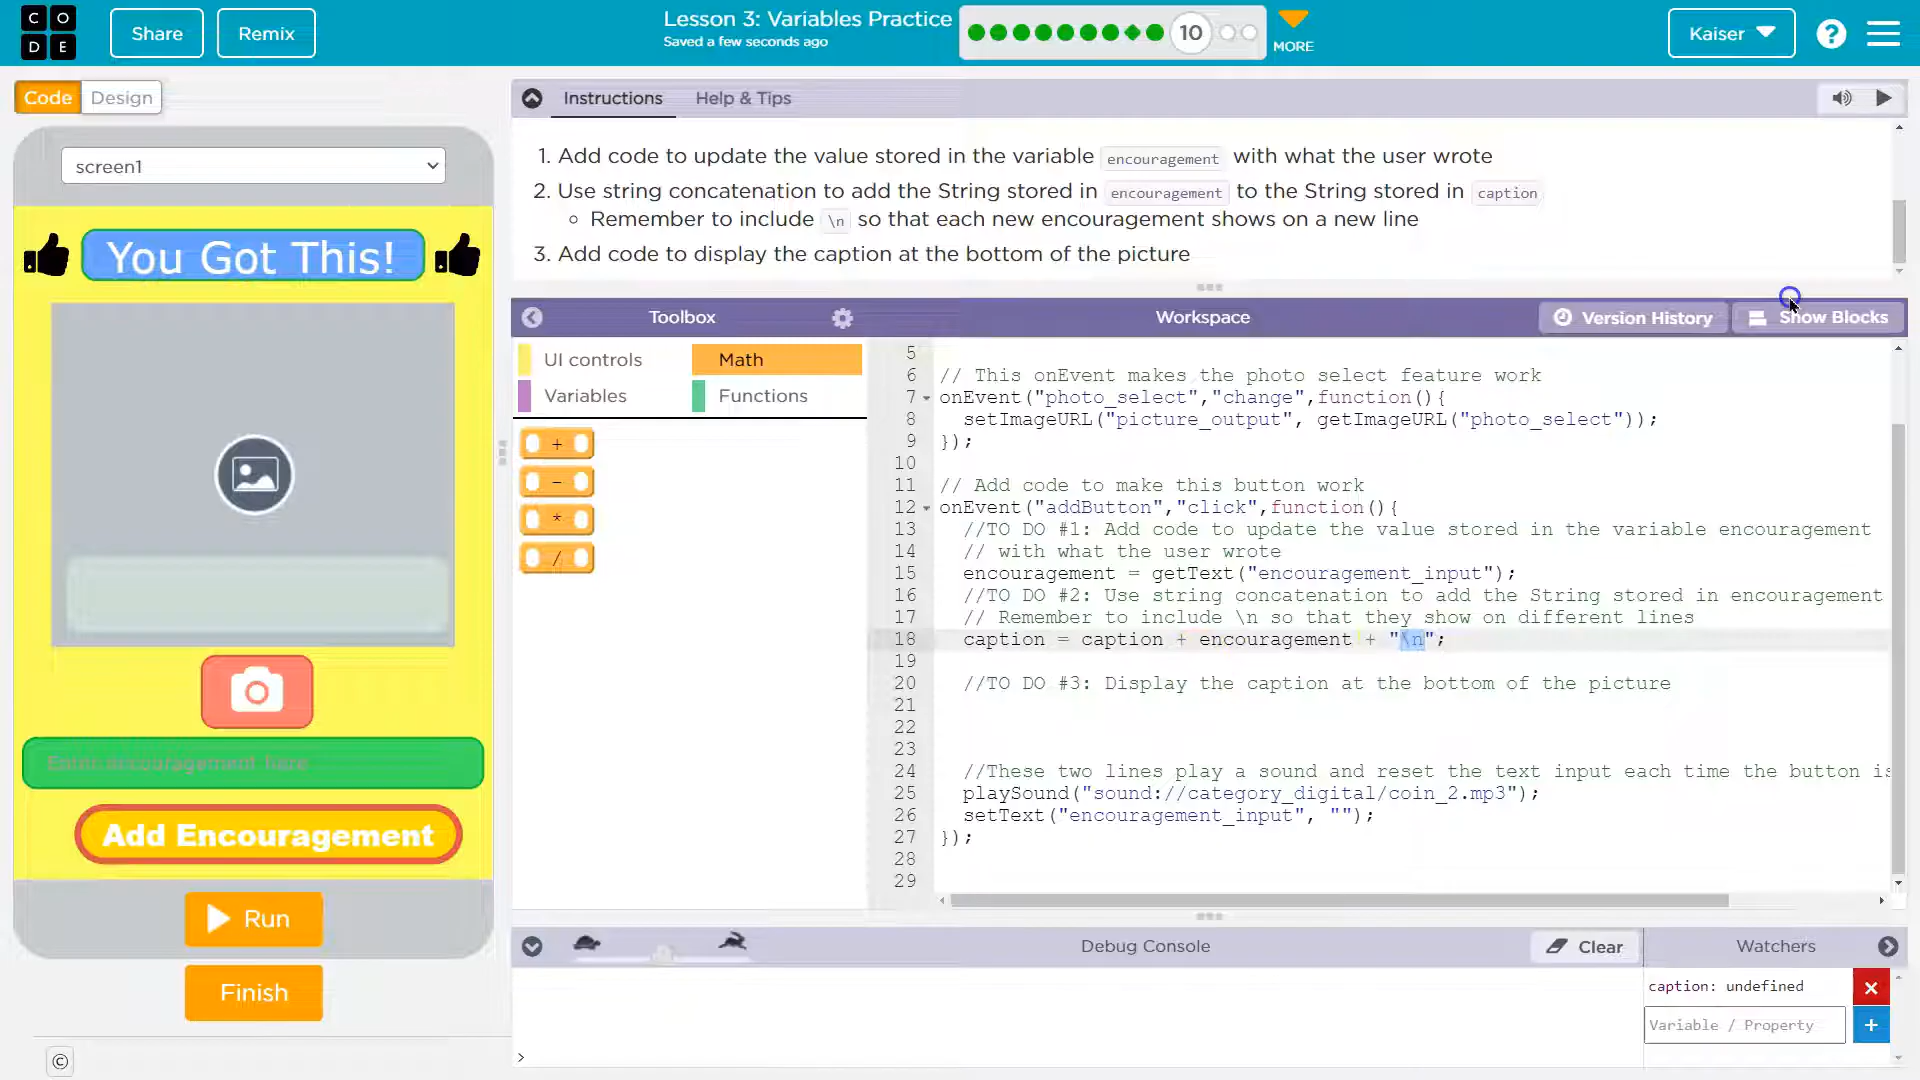 CODE
Share
Remix
Lesson 3: Variables Practice
Saved a few seconds ago
10
MORE
Kaiser
?
Code
Design
screen1
You Got This!
Enter encouragement here
Add Encouragement
Run
Finish
©
Instructions
Help & Tips
1. Add code to update the value stored in the variable encouragement with what the user wrote
2. Use string concatenation to add the String stored in encouragement to the String stored in caption
Remember to include \n so that each new encouragement shows on a new line
3. Add code to display the caption at the bottom of the picture
Toolbox
Workspace
Version History
Show Blocks
UI controls
Math
Variables
Functions
+
-
*
/
5
6 // This onEvent makes the photo select feature work
7 onEvent("photo_select","change",function(){
8 setImageURL("picture_output", getImageURL("photo_select"));
9 });
10
11 // Add code to make this button work
12 onEvent("addButton","click",function(){
13 //TO DO #1: Add code to update the value stored in the variable encouragement
14 // with what the user wrote
15 encouragement = getText("encouragement_input");
16 //TO DO #2: Use string concatenation to add the String stored in encouragement
17 // Remember to include \n so that they show on different lines
18 caption = caption + encouragement + "\n";
19
20 //TO DO #3: Display the caption at the bottom of the picture
21
22
23
24 //These two lines play a sound and reset the text input each time the button is
25 playSound("sound://category_digital/coin_2.mp3");
26 setText("encouragement_input", "");
27 });
28
29
Debug Console
Clear
Watchers
caption: undefined
Variable / Property
>